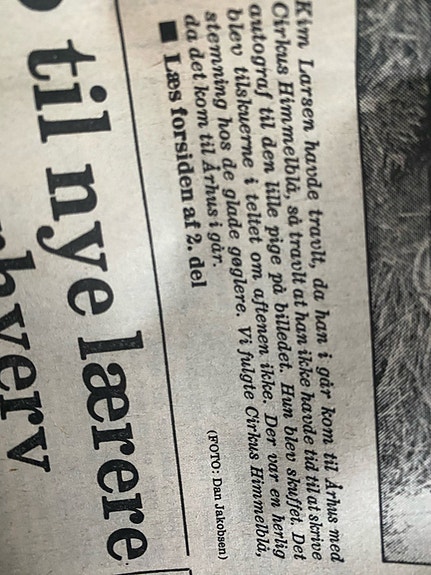 Kim Larsen havde travlt, da han i går kom til Århus med
Cirkus Himmelblå, så travlt at han ikke havde tid til at skrive
autograf til den lille pige på billedet. Hun blev skuffet. Det
blev tilskuerne i teltet om aftenen ikke. Der var en herlig
stemning hos de glade gøglere. Vi fulgte Cirkus Himmelblå,
da det kom til Århus i går.
■ Læs forsiden af 2. del
(FOTO: Dan Jakobsen)
til nye lærere